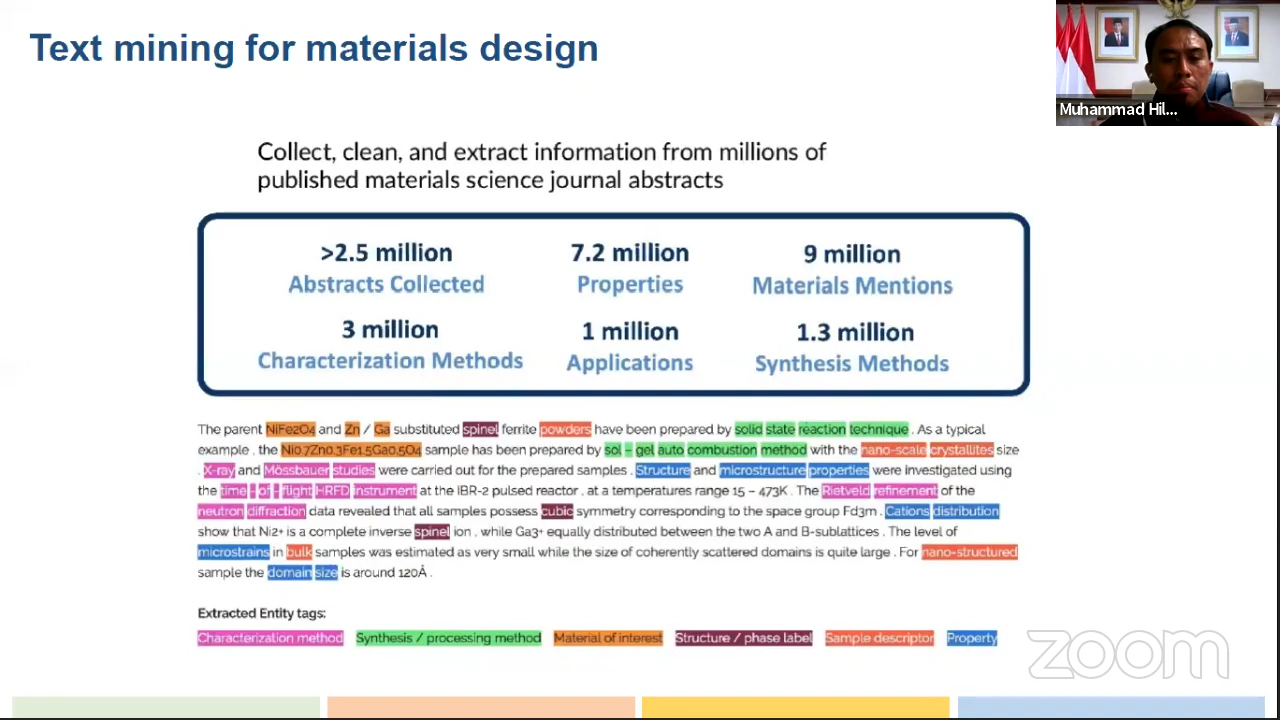 Text mining for materials design
Muhammad Hil...
Collect, clean, and extract information from millions of
published materials science journal abstracts
>2.5 million
Abstracts Collected
7.2 million
Properties
9 million
Materials Mentions
3 million
Characterization Methods
1 million
Applications
1.3 million
Synthesis Methods
The parent NiFe2O4 and Zn / Ga substituted spinel ferrite powders have been prepared by solid state reaction technique . As a typical
example , the Ni0.7Zn0.3Fe1.5Ga0.5O4 sample has been prepared by sol – gel auto combustion method with the nano-scale crystallites size
. X-ray and Mössbauer studies were carried out for the prepared samples . Structure and microstructure properties were investigated using
the time - of - flight HRFD instrument at the IBR-2 pulsed reactor , at a temperatures range 15 – 473K . The Rietveld refinement of the
neutron diffraction data revealed that all samples possess cubic symmetry corresponding to the space group Fd3m . Cations distribution
show that Ni2+ is a complete inverse spinel ion , while Ga3+ equally distributed between the two A and B-sublattices . The level of
microstrains in bulk samples was estimated as very small while the size of coherently scattered domains is quite large . For nano-structured
sample the domain size is around 120Å .
Extracted Entity tags:
Characterization method Synthesis / processing method Material of interest Structure / phase label Sample descriptor Property
zoom